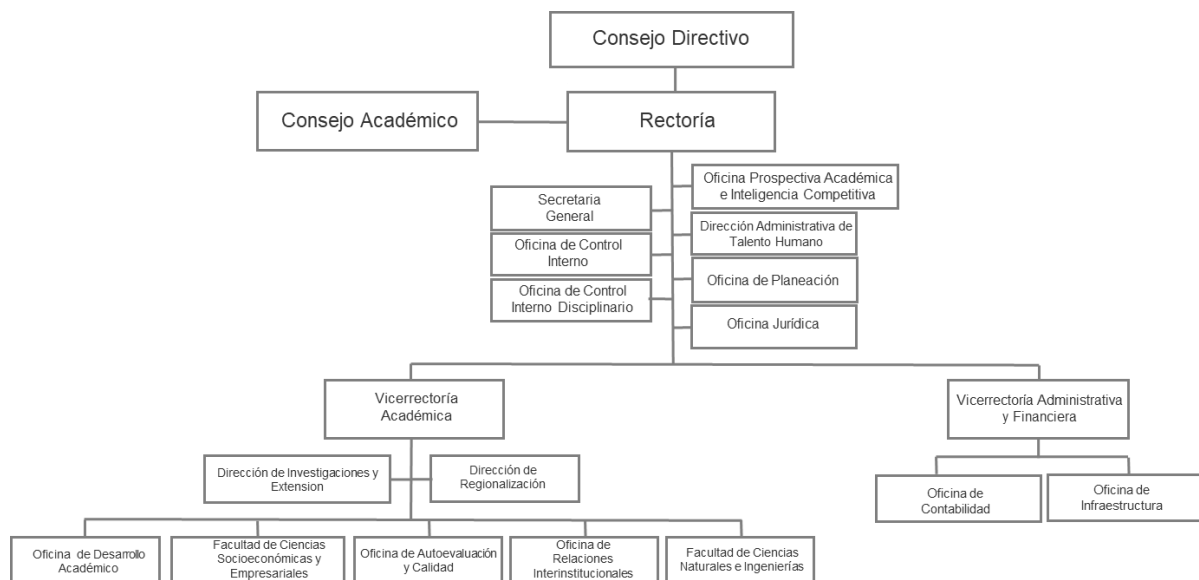 Consejo Directivo
Consejo Académico
Rectoría
Oficina Prospectiva Académica
e Inteligencia Competitiva
Secretaria
General
Dirección Administrativa de
Talento Humano
Oficina de Control
Interno
Oficina de Planeación
Oficina de Control
Interno Disciplinario
Oficina Jurídica
Vicerrectoría
Académica
Vicerrectoría Administrativa
y Financiera
Dirección de Investigaciones y
Extension
Dirección de
Regionalización
Oficina de
Contabilidad
Oficina de
Infraestructura
Oficina de Desarrollo
Académico
Facultad de Ciencias
Socioeconómicas y
Empresariales
Oficina de Autoevaluación
y Calidad
Oficina de
Relaciones
Interinstitucionales
Facultad de Ciencias
Naturales e Ingenierías